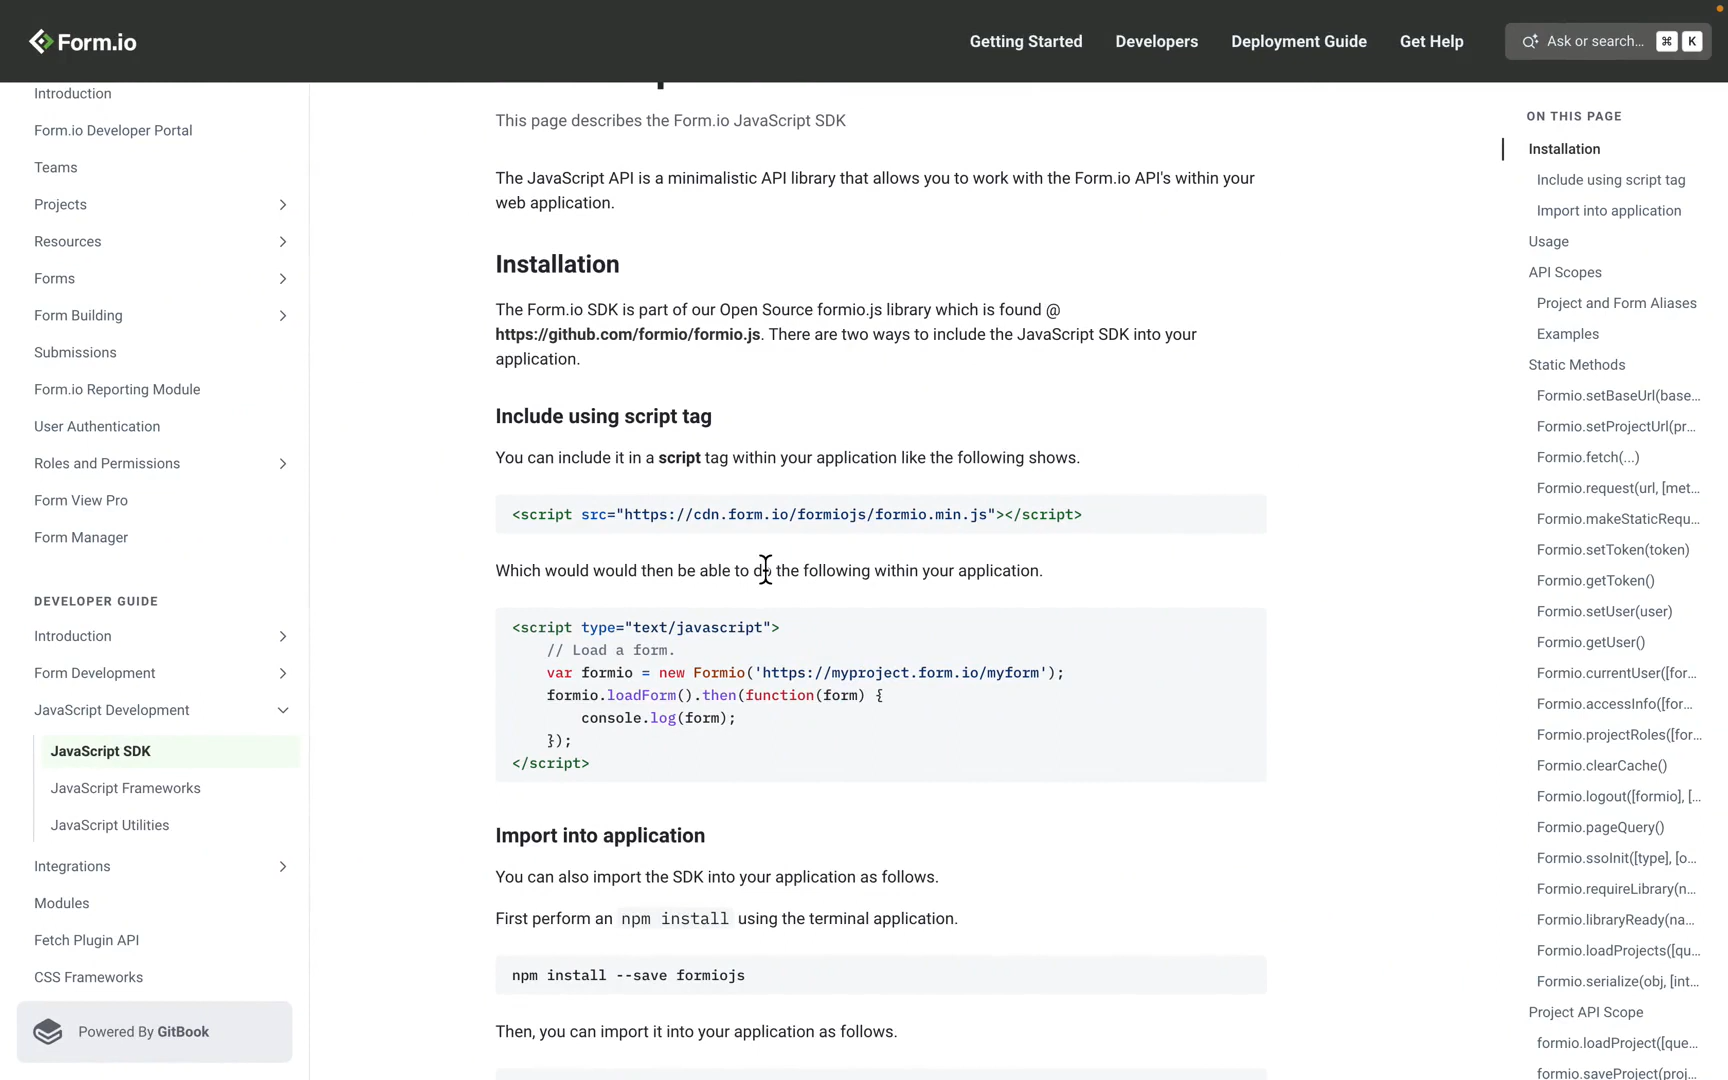 Form.io
Getting Started
Developers
Deployment Guide
Get Help
Ask or search…
⌘
K
Introduction
Form.io Developer Portal
Teams
Projects
Resources
Forms
Form Building
Submissions
Form.io Reporting Module
User Authentication
Roles and Permissions
Form View Pro
Form Manager
DEVELOPER GUIDE
Introduction
Form Development
JavaScript Development
JavaScript SDK
JavaScript Frameworks
JavaScript Utilities
Integrations
Modules
Fetch Plugin API
CSS Frameworks
Powered By GitBook
This page describes the Form.io JavaScript SDK
The JavaScript API is a minimalistic API library that allows you to work with the Form.io API's within your
web application.
Installation
The Form.io SDK is part of our Open Source formio.js library which is found @
https://github.com/formio/formio.js. There are two ways to include the JavaScript SDK into your
application.
Include using script tag
You can include it in a script tag within your application like the following shows.
<script src="https://cdn.form.io/formiojs/formio.min.js"></script>
Which would would then be able to do the following within your application.
<script type="text/javascript">
// Load a form.
var formio = new Formio('https://myproject.form.io/myform');
formio.loadForm().then(function(form) {
console.log(form);
});
</script>
Import into application
You can also import the SDK into your application as follows.
First perform an npm install using the terminal application.
npm install --save formiojs
Then, you can import it into your application as follows.
ON THIS PAGE
Installation
Include using script tag
Import into application
Usage
API Scopes
Project and Form Aliases
Examples
Static Methods
Formio.setBaseUrl(base…
Formio.setProjectUrl(pr…
Formio.fetch(...)
Formio.request(url, [met…
Formio.makeStaticRequ…
Formio.setToken(token)
Formio.getToken()
Formio.setUser(user)
Formio.getUser()
Formio.currentUser([for…
Formio.accessInfo([for…
Formio.projectRoles([for…
Formio.clearCache()
Formio.logout([formio], […
Formio.pageQuery()
Formio.ssoInit([type], [o…
Formio.requireLibrary(n…
Formio.libraryReady(na…
Formio.loadProjects([qu…
Formio.serialize(obj, [int…
Project API Scope
formio.loadProject([que…
formio.saveProject(proj…